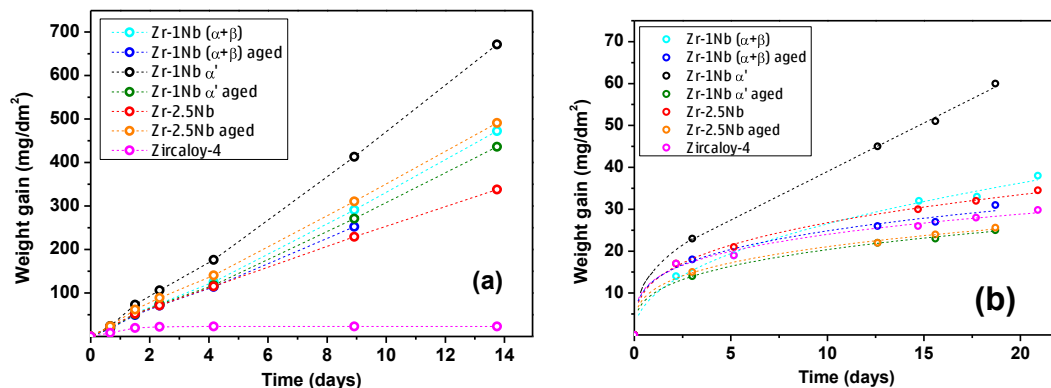 Weight gain (mg/dm²)
700
600
500
400
300
200
100
Zr-1Nb (α+β)
Zr-1Nb (α+β) aged
Zr-1Nb α'
Zr-1Nb α' aged
Zr-2.5Nb
Zr-2.5Nb aged
Zircaloy-4
(a)
0 2 4 6 8 10 12 14
Time (days)
Weight gain (mg/dm²)
70
60
50
40
30
20
10
0
Zr-1Nb (α+β)
Zr-1Nb (α+β) aged
Zr-1Nb α'
Zr-1Nb α' aged
Zr-2.5Nb
Zr-2.5Nb aged
Zircaloy-4
(b)
0 5 10 15 20
Time (days)